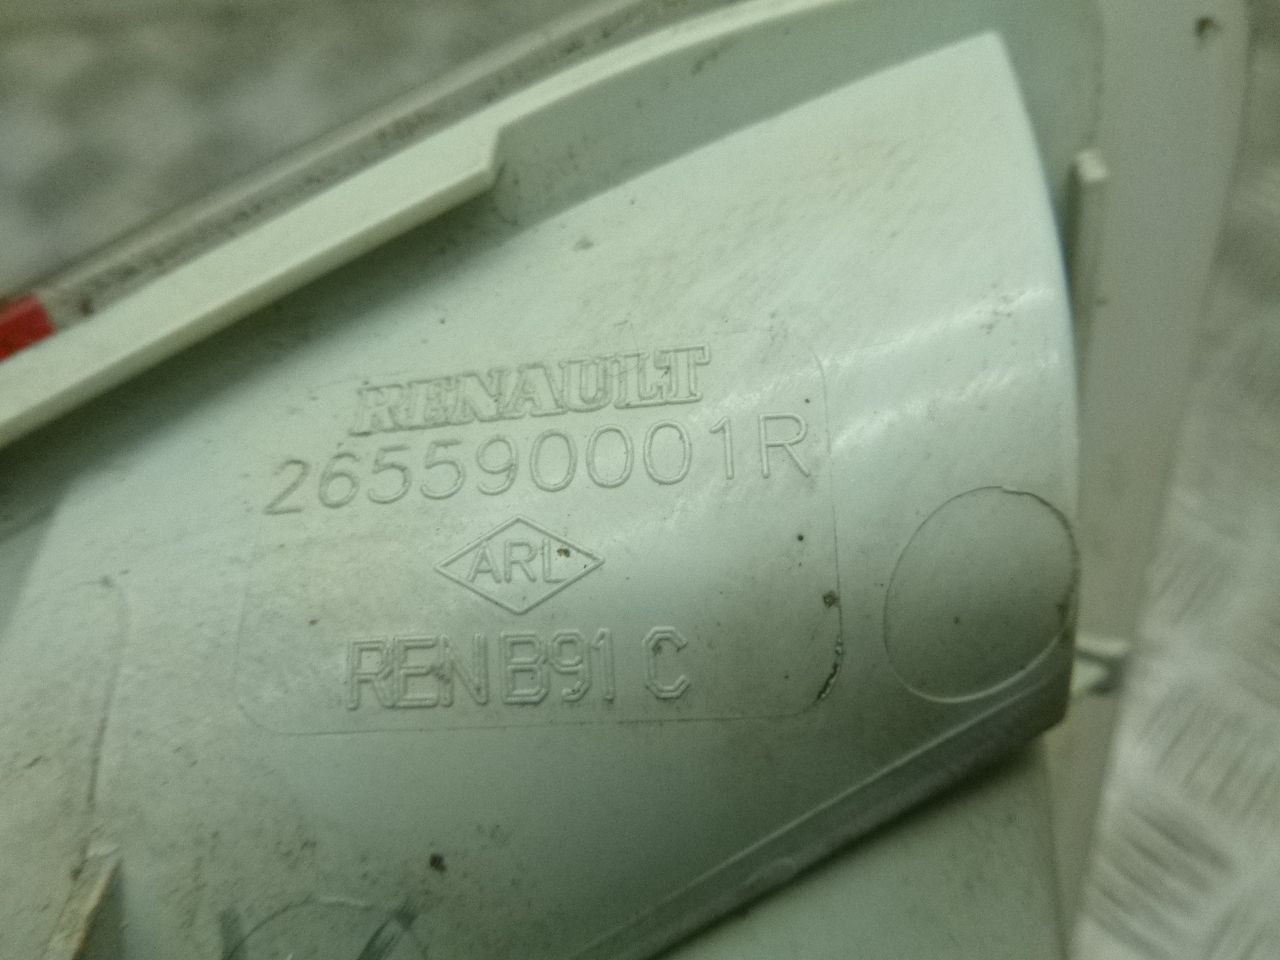 RENAULT
265590001R
ARL
REN B91 C